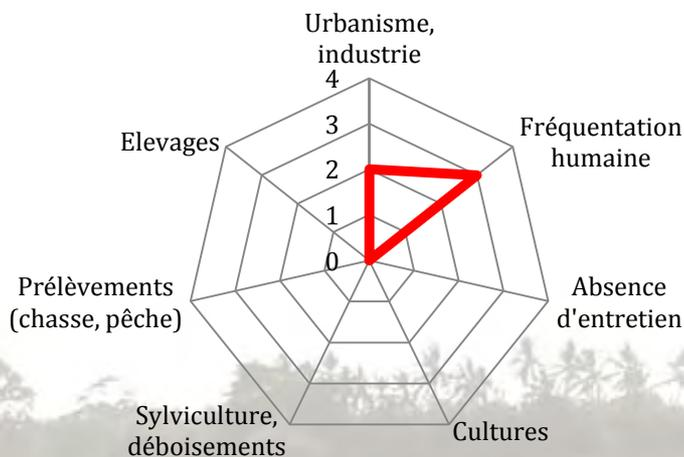 Urbanisme,
industrie
4
3
2
1
0
Fréquentation
humaine
Absence
d'entretien
Cultures
Sylviculture,
déboisements
Prélèvements
(chasse, pêche)
Elevages